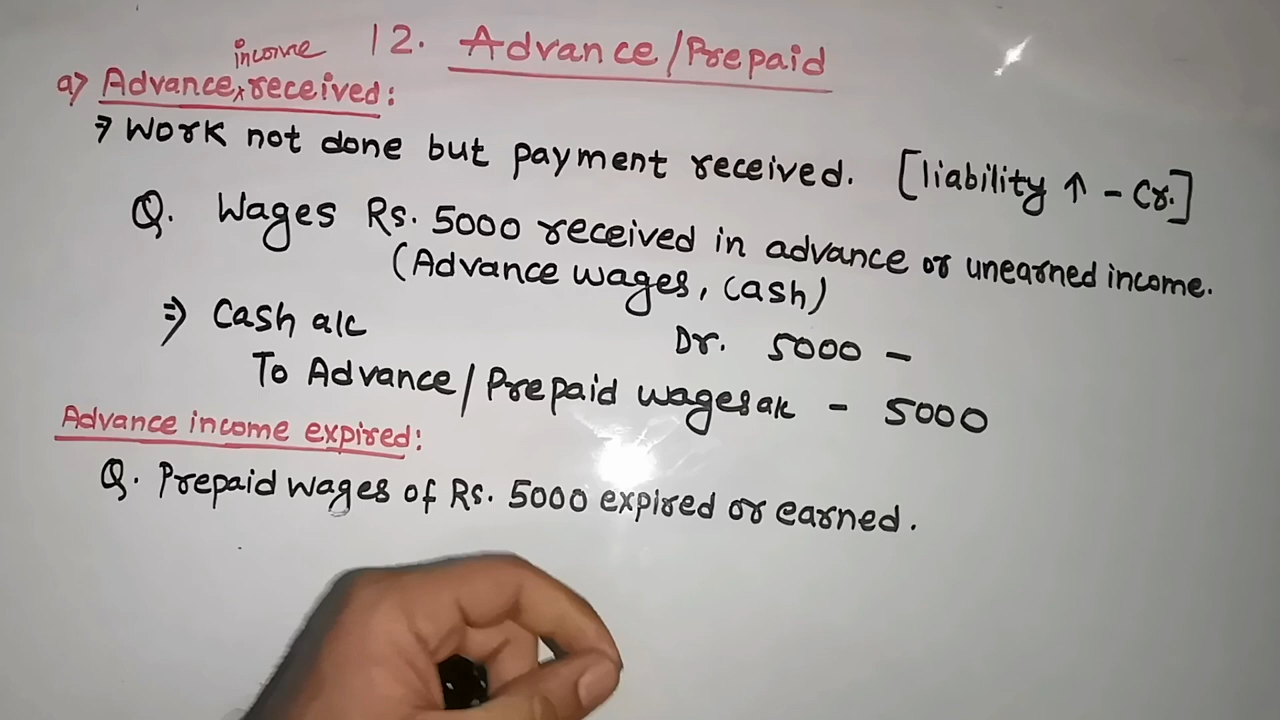 12. Advance/Prepaid
income
a) Advance received:
⇒ Work not done but payment received. [liability ↑ - Cr.]
Q. Wages Rs. 5000 received in advance or unearned income.
(Advance wages, Cash)
⇒ Cash a/c Dr. 5000 -
To Advance/Prepaid wages a/c - 5000
Advance income expired:
Q. Prepaid wages of Rs. 5000 expired or earned.